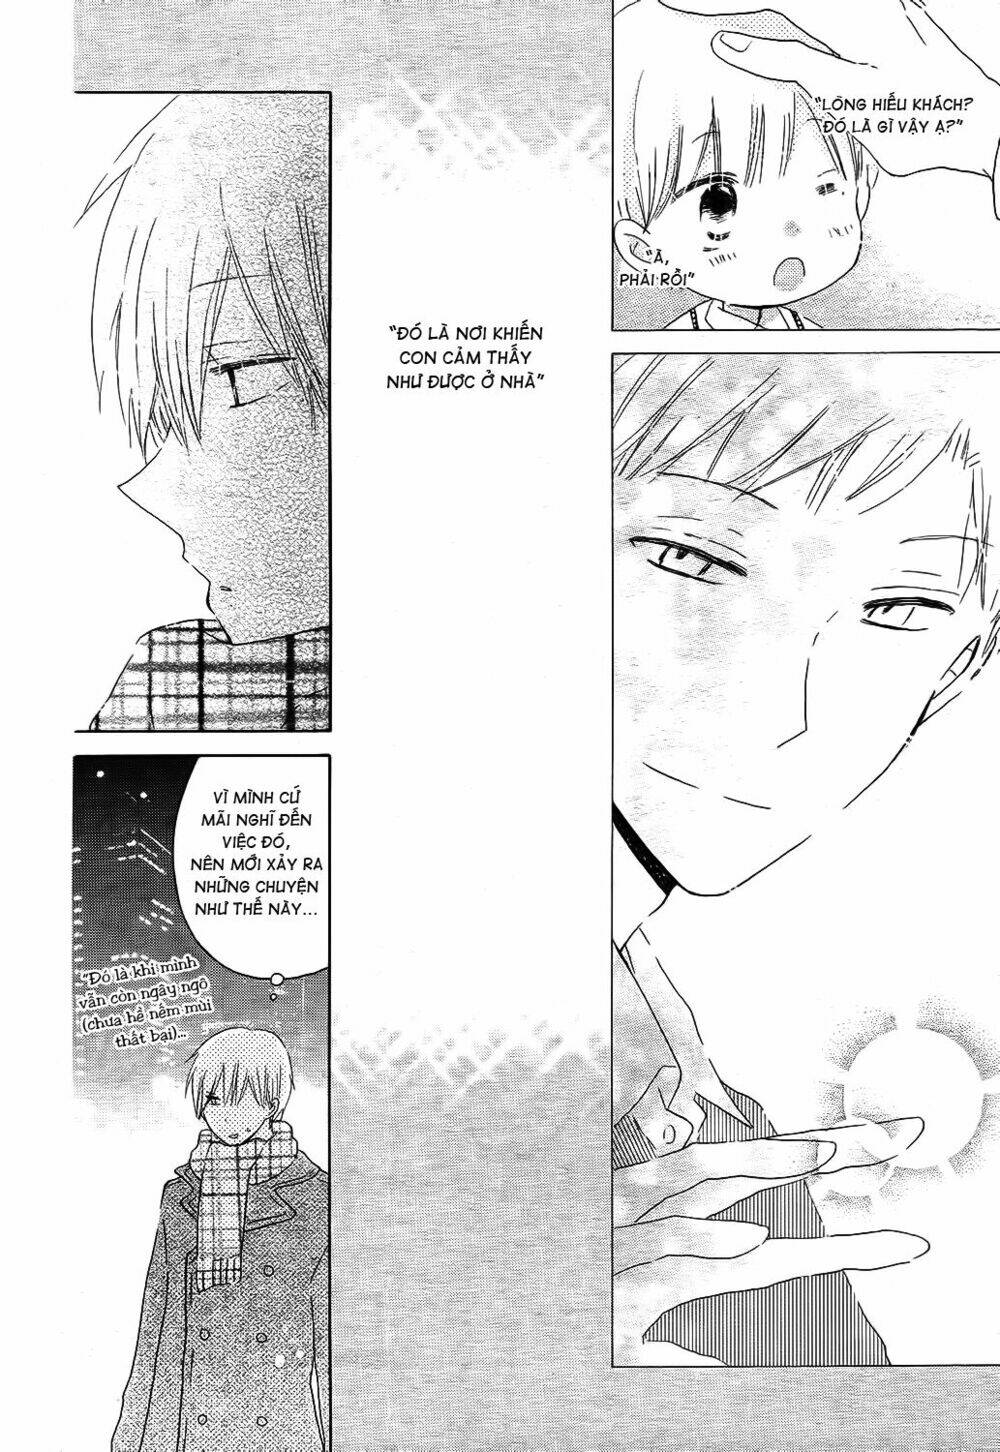 "LÒNG HIẾU KHÁCH?
ĐÓ LÀ GÌ VẬY Ạ?"
"À,
PHẢI RỒI"
"ĐÓ LÀ NƠI KHIẾN
CON CẢM THẤY
NHƯ ĐƯỢC Ở NHÀ"
VÌ MÌNH CỨ
MÃI NGHĨ ĐẾN
VIỆC ĐÓ,
NÊN MỚI XẢY RA
NHỮNG CHUYỆN
NHƯ THẾ NÀY...
"Đó là khi mình
vẫn còn ngây ngô
(chưa hề nếm mùi
thất bại)...